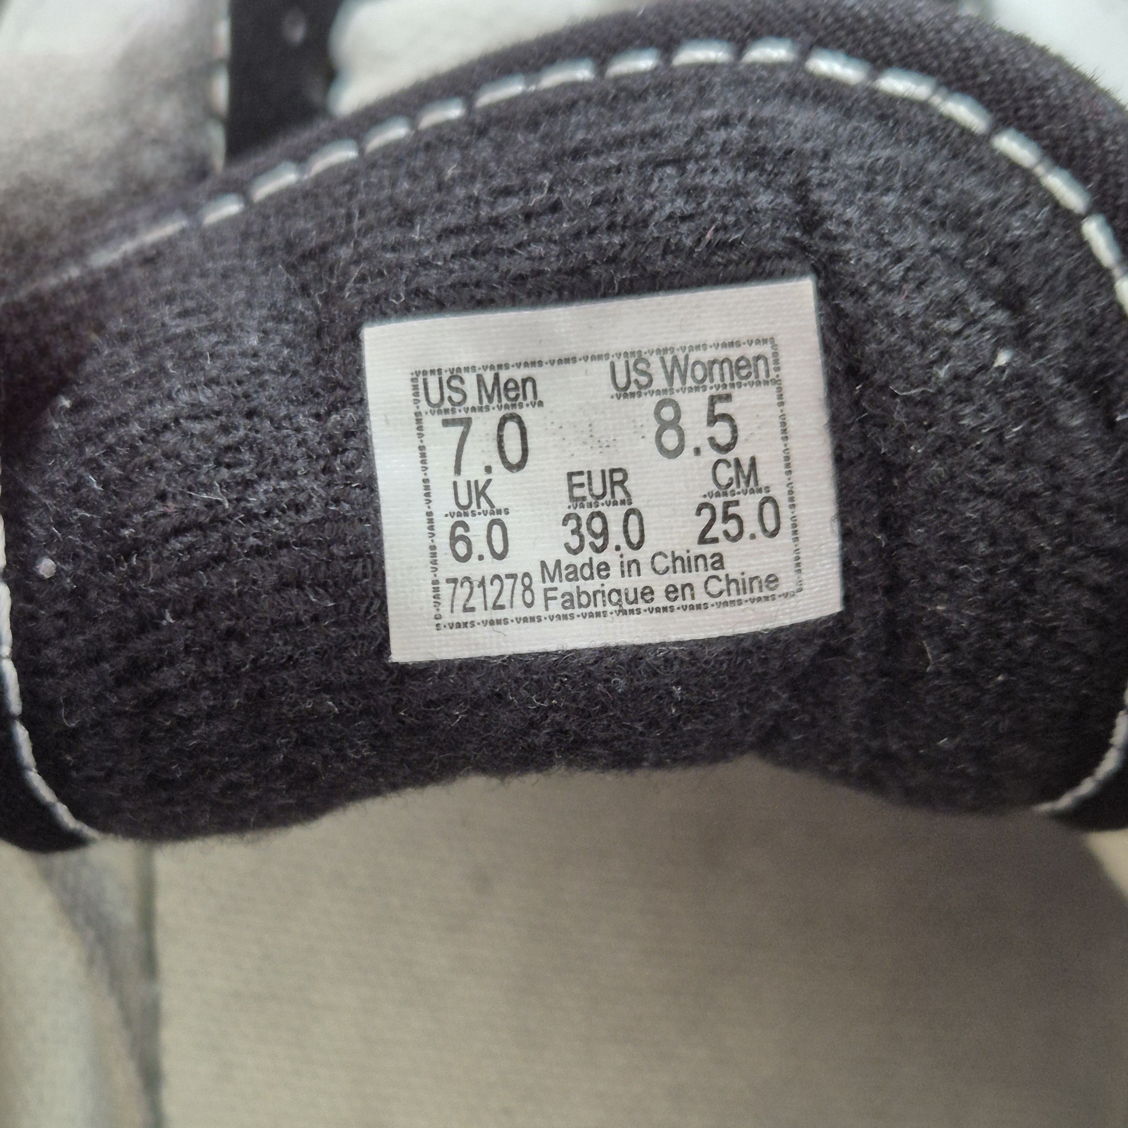 US Men US Women
7.0 8.5
UK EUR CM
6.0 39.0 25.0
721278 Made in China
Fabrique en Chine